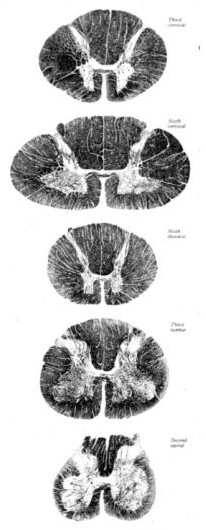 Third
cervical
Sixth
cervical
Sixth
thoracic
Third
lumbar
Second
sacral